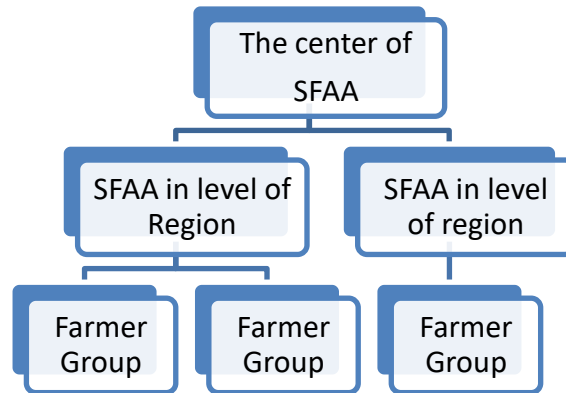 The center of
SFAA
SFAA in level of
Region
SFAA in level
of region
Farmer
Group
Farmer
Group
Farmer
Group